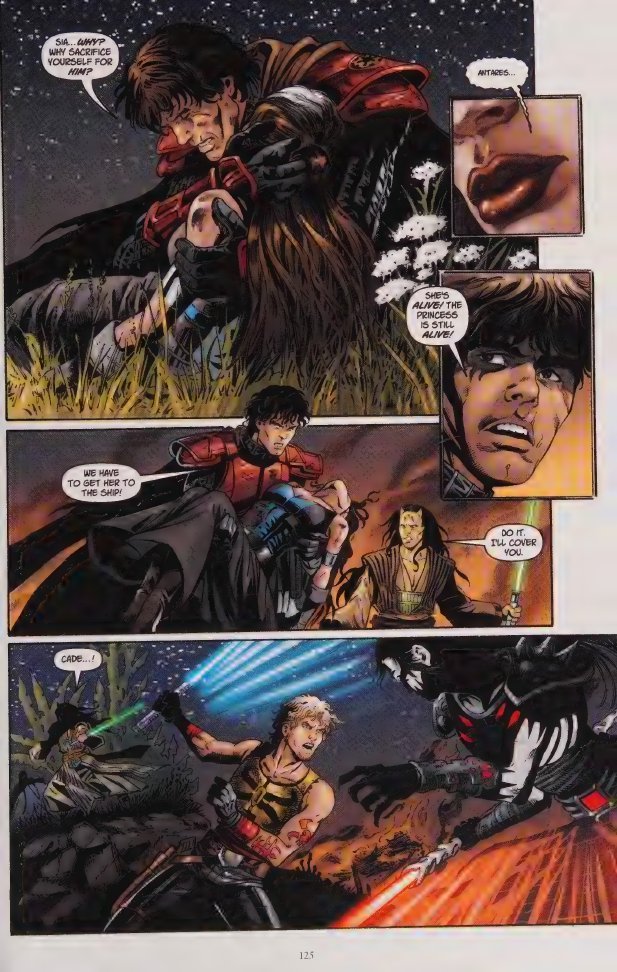 SIA... WHY?
WHY SACRIFICE
YOURSELF FOR
HIM?
ANTARES...
SHE'S
ALIVE! THE
PRINCESS
IS STILL
ALIVE!
WE HAVE
TO GET HER TO
THE SHIP!
DO IT.
I'LL COVER
YOU.
CADE...!
125